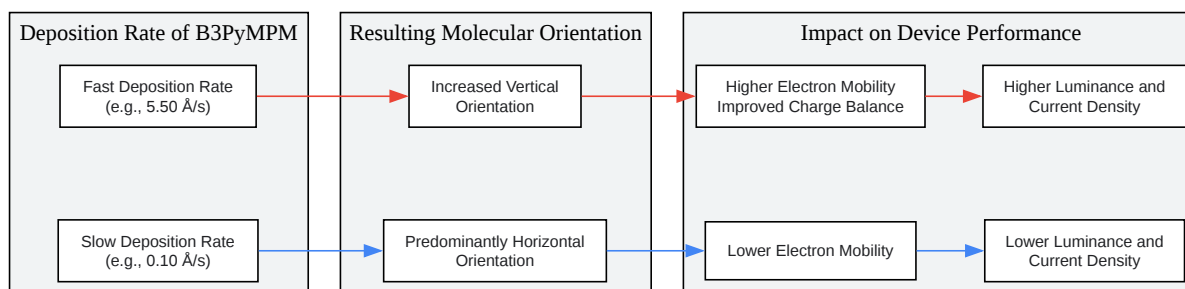 Deposition Rate of B3PyMPM
Resulting Molecular Orientation
Impact on Device Performance
Fast Deposition Rate
(e.g., 5.50 Å/s)
Increased Vertical
Orientation
Higher Electron Mobility
Improved Charge Balance
Higher Luminance and
Current Density
Slow Deposition Rate
(e.g., 0.10 Å/s)
Predominantly Horizontal
Orientation
Lower Electron Mobility
Lower Luminance and
Current Density